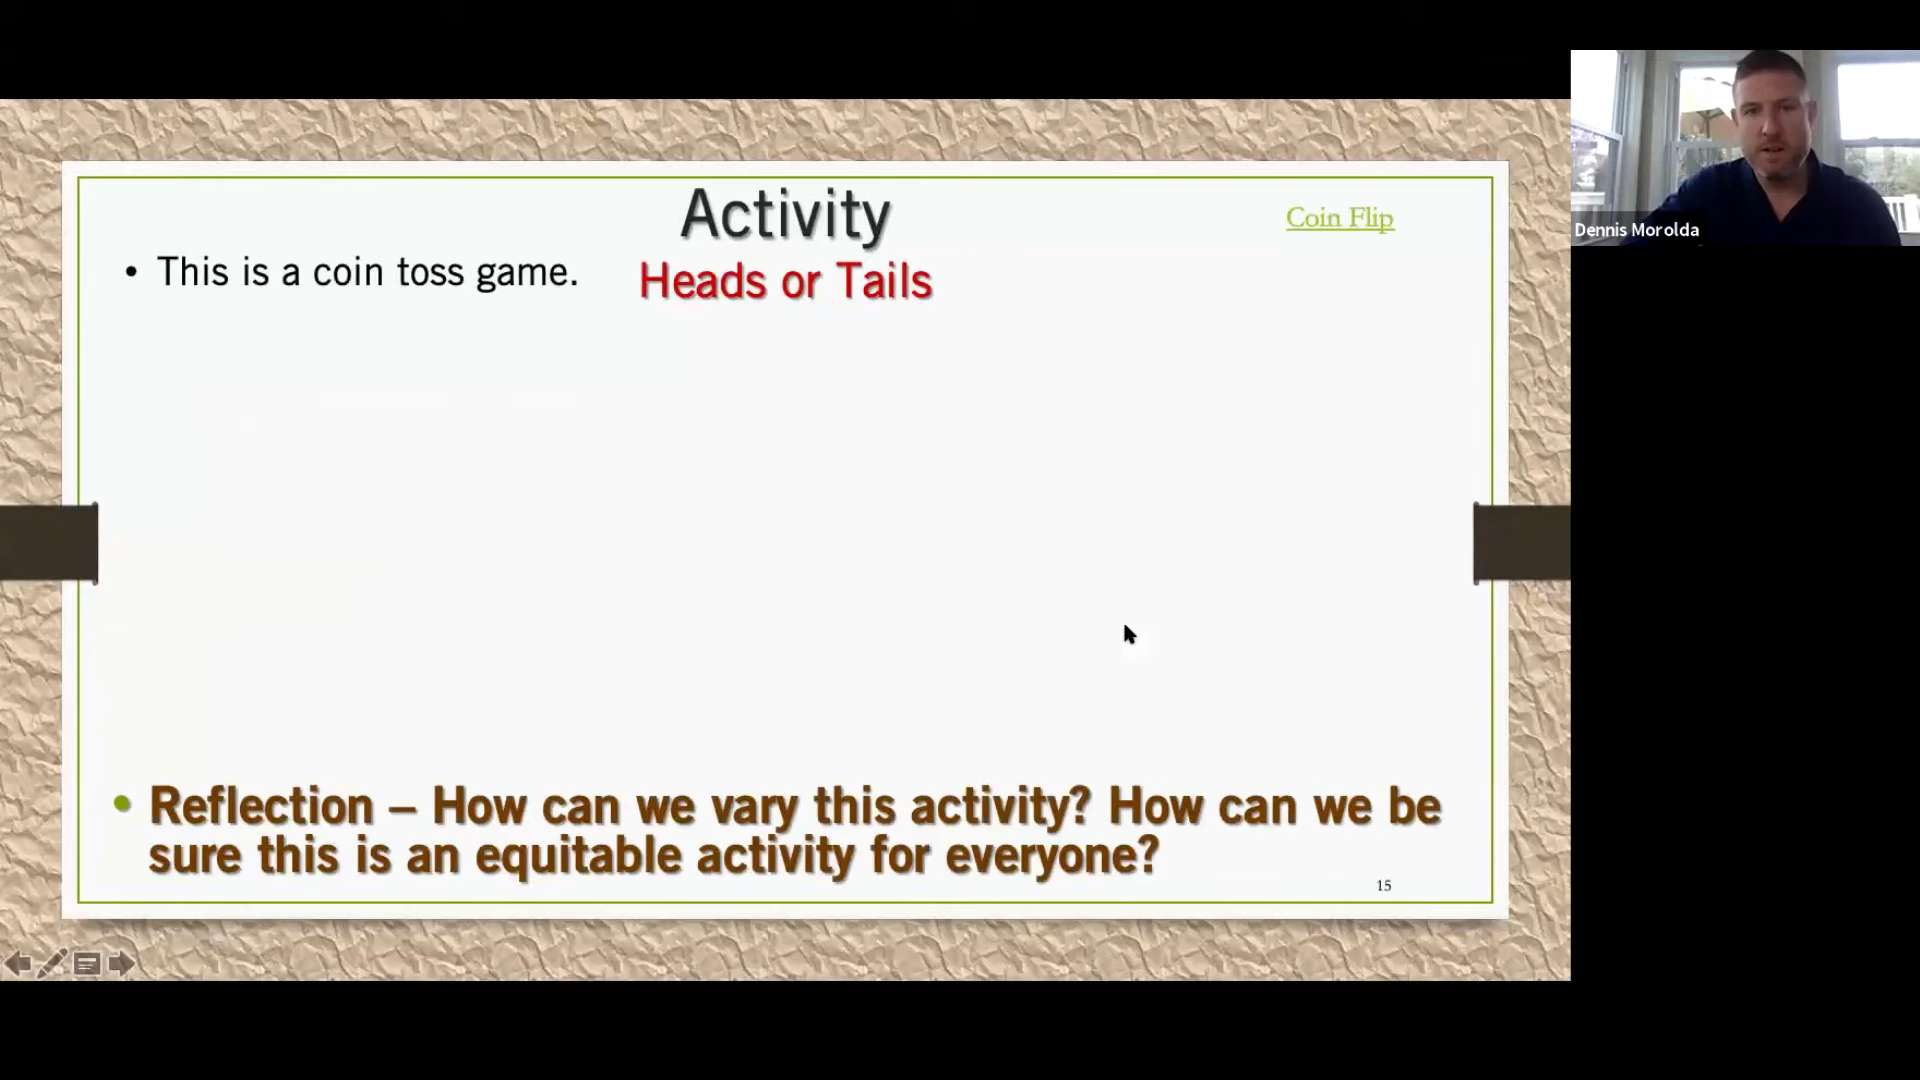 Activity
Coin Flip
• This is a coin toss game.
Heads or Tails
• Reflection – How can we vary this activity? How can we be
sure this is an equitable activity for everyone?
15
Dennis Morolda